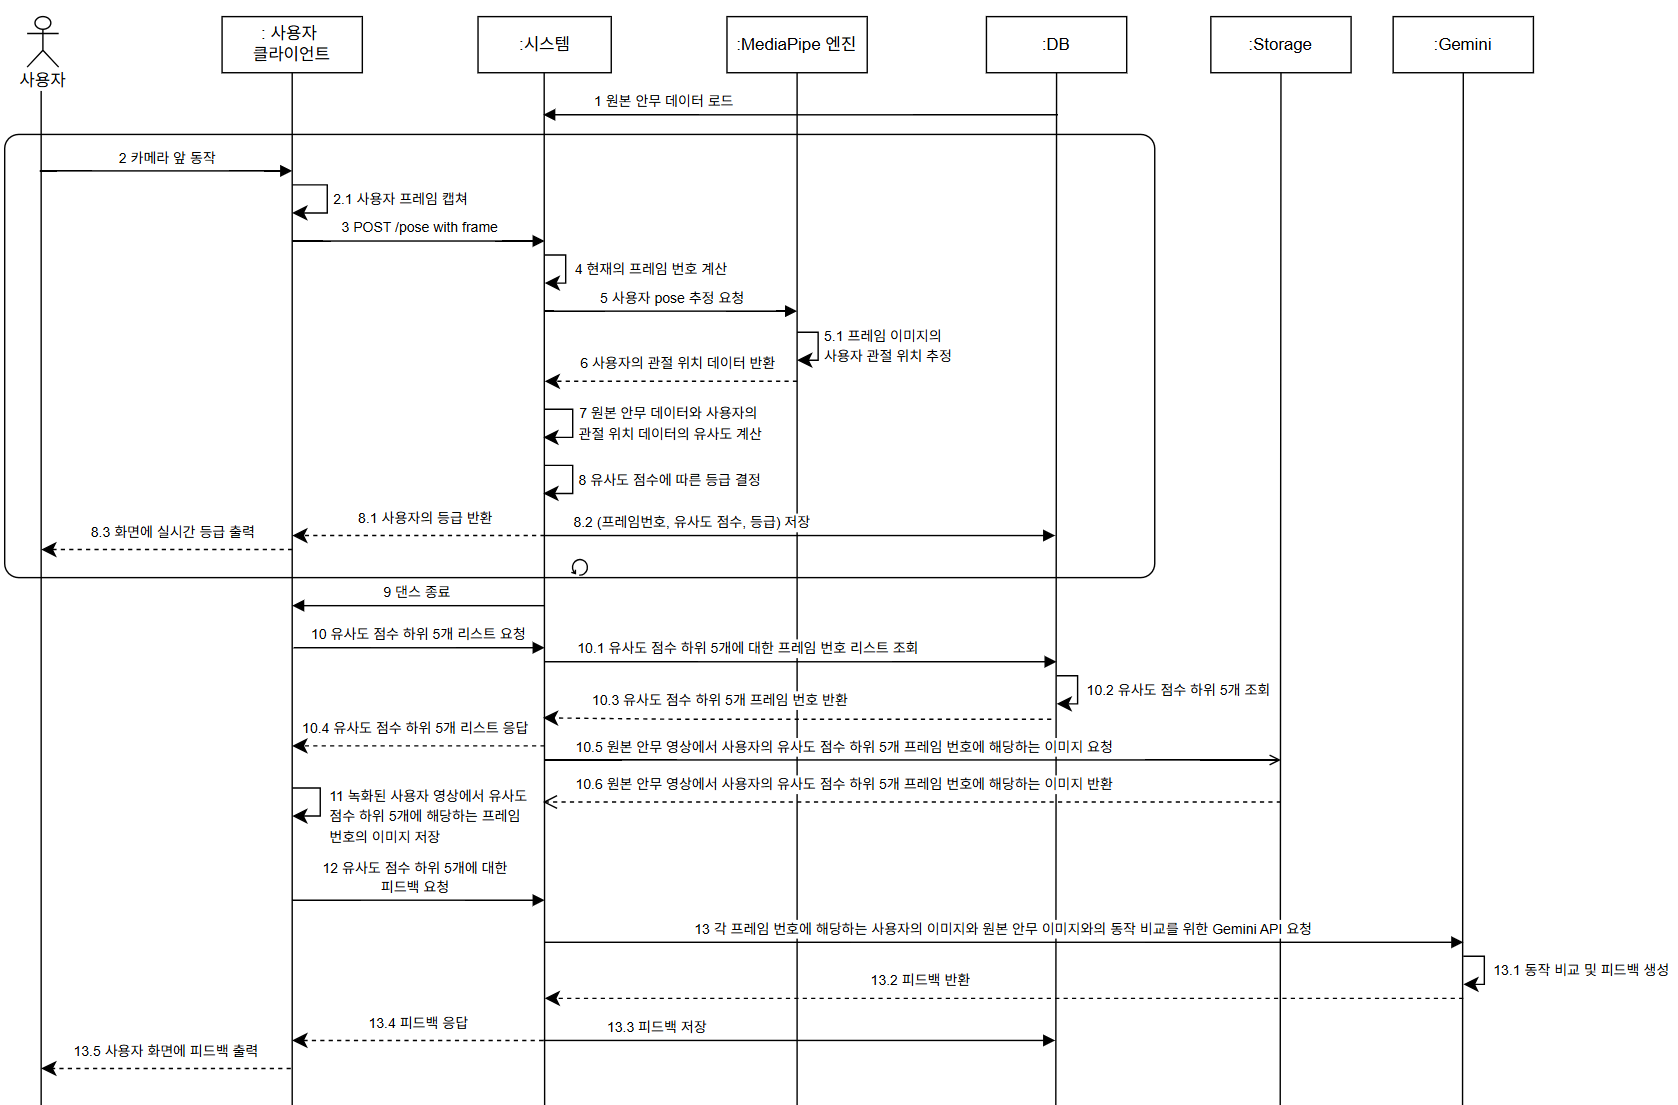 사용자
: 사용자
클라이언트
:시스템
:MediaPipe 엔진
:DB
:Storage
:Gemini
1 원본 안무 데이터 로드
2 카메라 앞 동작
2.1 사용자 프레임 캡쳐
3 POST /pose with frame
4 현재의 프레임 번호 계산
5 사용자 pose 추정 요청
5.1 프레임 이미지의
사용자 관절 위치 추정
6 사용자의 관절 위치 데이터 반환
7 원본 안무 데이터와 사용자의
관절 위치 데이터의 유사도 계산
8 유사도 점수에 따른 등급 결정
8.1 사용자의 등급 반환
8.2 (프레임번호, 유사도 점수, 등급) 저장
8.3 화면에 실시간 등급 출력
9 댄스 종료
10 유사도 점수 하위 5개 리스트 요청
10.1 유사도 점수 하위 5개에 대한 프레임 번호 리스트 조회
10.2 유사도 점수 하위 5개 조회
10.3 유사도 점수 하위 5개 프레임 번호 반환
10.4 유사도 점수 하위 5개 리스트 응답
10.5 원본 안무 영상에서 사용자의 유사도 점수 하위 5개 프레임 번호에 해당하는 이미지 요청
10.6 원본 안무 영상에서 사용자의 유사도 점수 하위 5개 프레임 번호에 해당하는 이미지 반환
11 녹화된 사용자 영상에서 유사도
점수 하위 5개에 해당하는 프레임
번호의 이미지 저장
12 유사도 점수 하위 5개에 대한
피드백 요청
13 각 프레임 번호에 해당하는 사용자의 이미지와 원본 안무 이미지와의 동작 비교를 위한 Gemini API 요청
13.1 동작 비교 및 피드백 생성
13.2 피드백 반환
13.3 피드백 저장
13.4 피드백 응답
13.5 사용자 화면에 피드백 출력